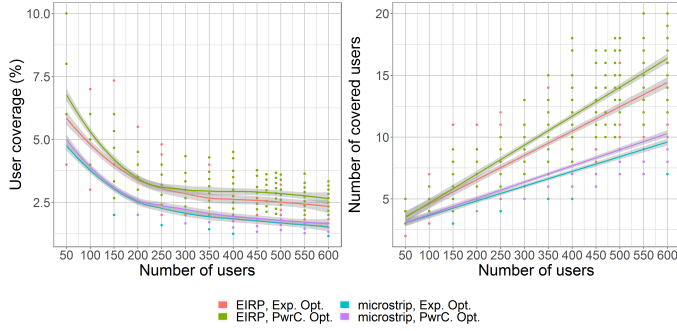 10.0
7.5
5.0
2.5
User coverage (%)
50 100 150 200 250 300 350 400 450 500 550 600
Number of users
20
15
10
5
Number of covered users
50 100 150 200 250 300 350 400 450 500 550 600
Number of users
EIRP, Exp. Opt.
EIRP, PwrC. Opt.
microstrip, Exp. Opt.
microstrip, PwrC. Opt.